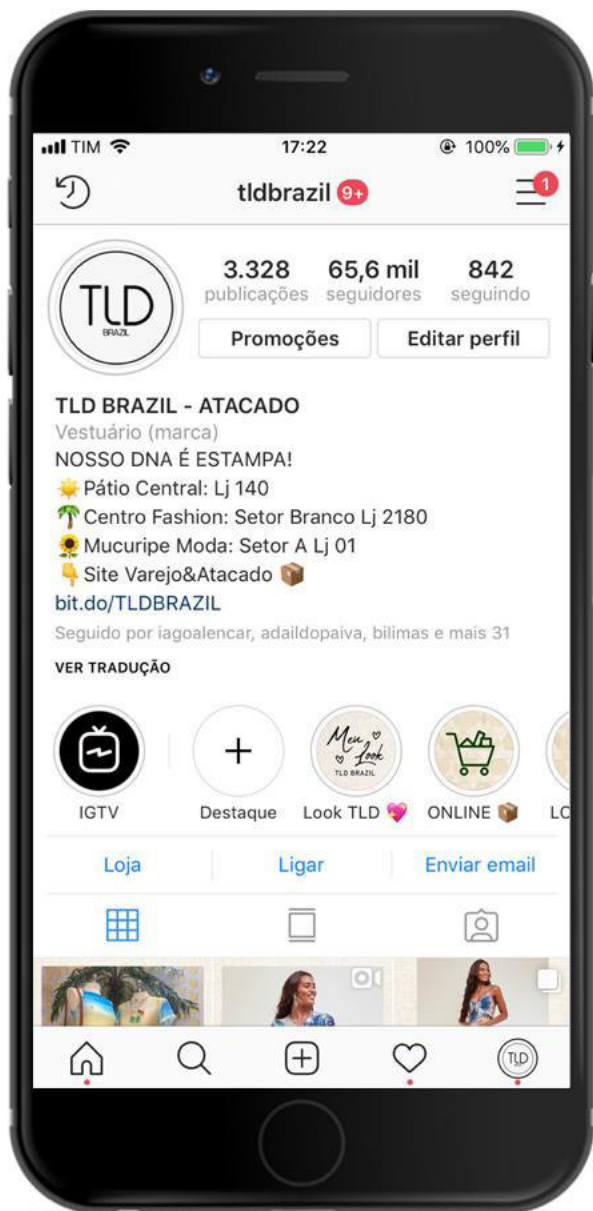 TIM 17:22 100%
tldbrazil 9+ 1
TLD
BRAZIL
3.328 65,6 mil 842
publicações seguidores seguindo
Promoções Editar perfil
TLD BRAZIL - ATACADO
Vestuário (marca)
NOSSO DNA É ESTAMPA!
☀️Pátio Central: Lj 140
🌴Centro Fashion: Setor Branco Lj 2180
🌻Mucuripe Moda: Setor A Lj 01
👇Site Varejo&Atacado 📦
bit.do/TLDBRAZIL
Seguido por iagoalencar, adaildopaiva, bilimas e mais 31
VER TRADUÇÃO
Meu
Look
TLD BRAZIL
IGTV Destaque Look TLD 💖 ONLINE 📦 LO
Loja Ligar Enviar email
TLD